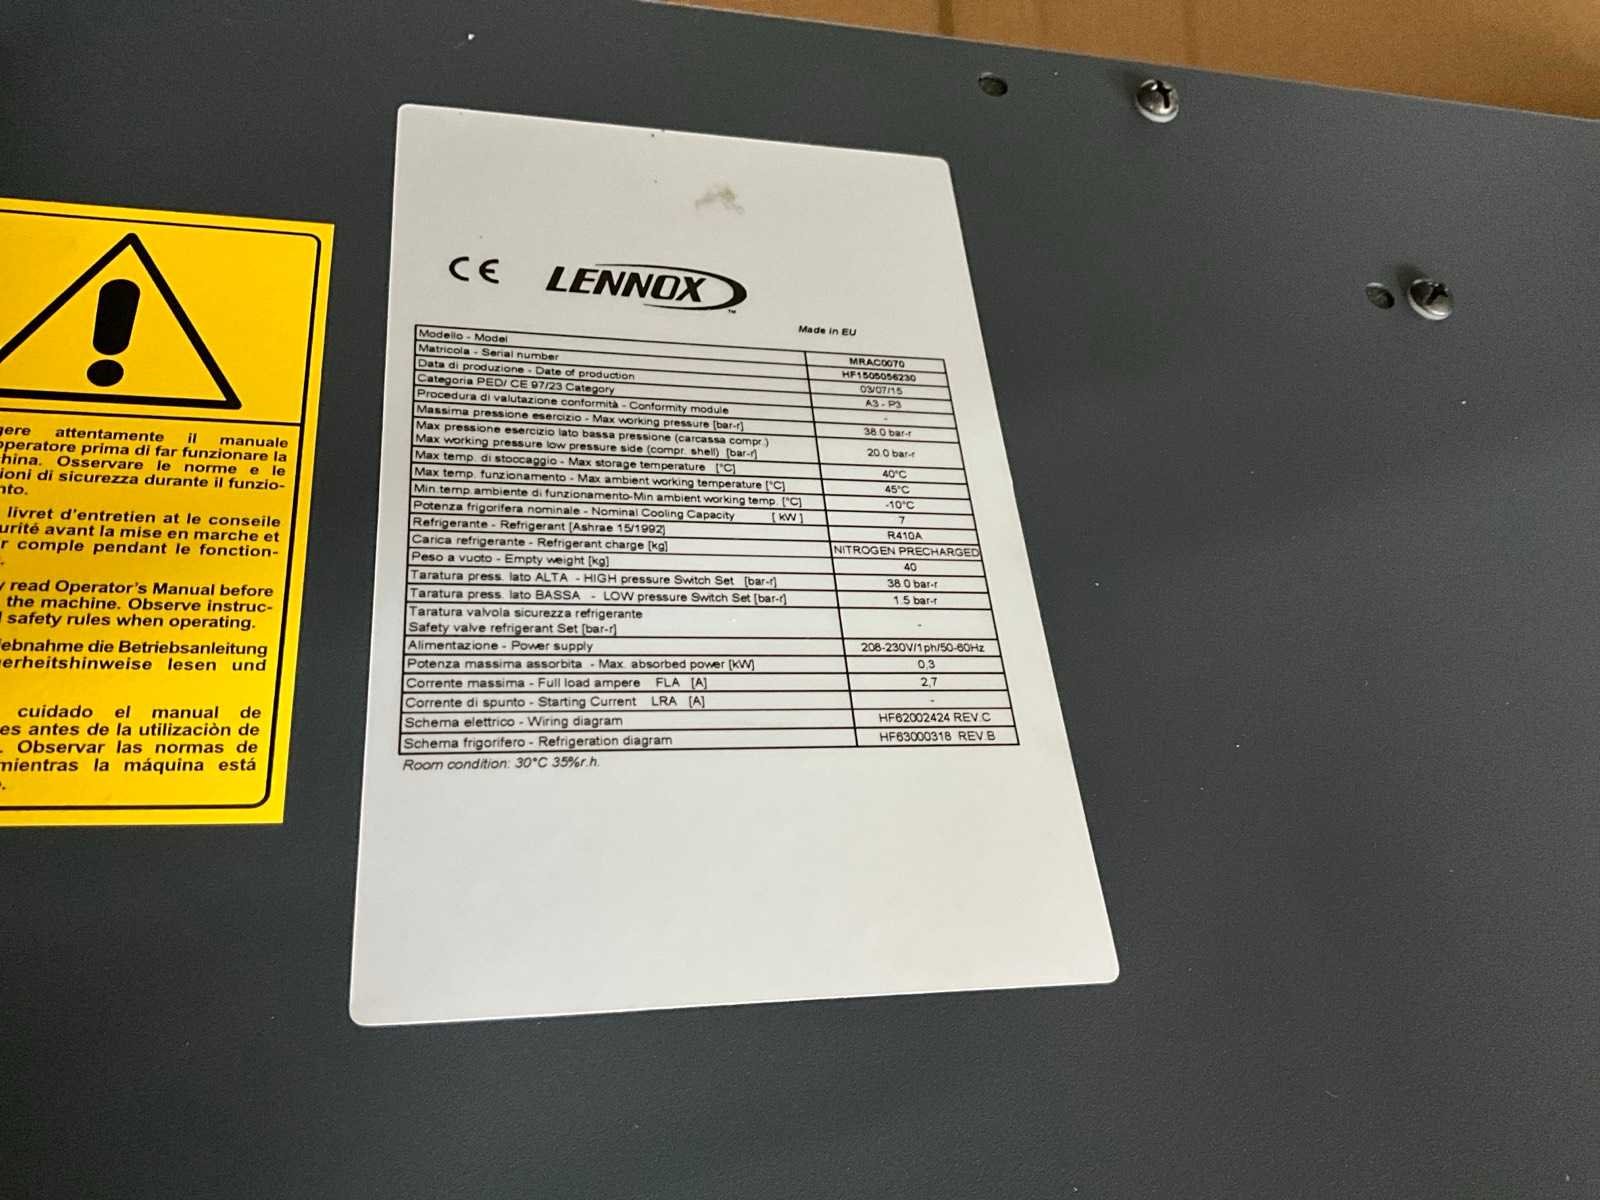 CE LENNOX™
Made in EU
Modello - Model MRAC0070
Matricola - Serial number HF1505056230
Data di produzione - Date of production 03/07/15
Categoria PED/ CE 97/23 Category A3 - P3
Procedura di valutazione conformità - Conformity module -
Massima pressione esercizio - Max working pressure [bar-r] 38.0 bar-r
Max pressione esercizio lato bassa pressione (carcassa compr.)
Max working pressure low pressure side (compr. shell) [bar-r] 20.0 bar-r
Max temp. di stoccaggio - Max storage temperature [°C] 40°C
Max temp. funzionamento - Max ambient working temperature [°C] 45°C
Min.temp.ambiente di funzionamento-Min ambient working temp. [°C] -10°C
Potenza frigorifera nominale - Nominal Cooling Capacity [ kW ] 7
Refrigerante - Refrigerant [Ashrae 15/1992] R410A
Carica refrigerante - Refrigerant charge [kg] NITROGEN PRECHARGED
Peso a vuoto - Empty weight [kg] 40
Taratura press. lato ALTA - HIGH pressure Switch Set [bar-r] 38.0 bar-r
Taratura press. lato BASSA - LOW pressure Switch Set [bar-r] 1.5 bar-r
Taratura valvola sicurezza refrigerante
Safety valve refrigerant Set [bar-r] -
Alimentazione - Power supply 208-230V/1ph/50-60Hz
Potenza massima assorbita - Max. absorbed power [kW] 0,3
Corrente massima - Full load ampere FLA [A] 2,7
Corrente di spunto - Starting Current LRA [A] -
Schema elettrico - Wiring diagram HF62002424 REV.C
Schema frigorifero - Refrigeration diagram HF63000318 REV.B
Room condition: 30°C 35%r.h.
attentamente il manuale
operatore prima di far funzionare la
Osservare le norme e le
di sicurezza durante il funzio-
livret d'entretien at le conseile
avant la mise en marche et
comple pendant le fonction-
read Operator's Manual before
the machine. Observe instruc-
safety rules when operating.
die Betriebsanleitung
lesen und
cuidado el manual de
antes de la utilizaciòn de
Observar las normas de
mientras la máquina está